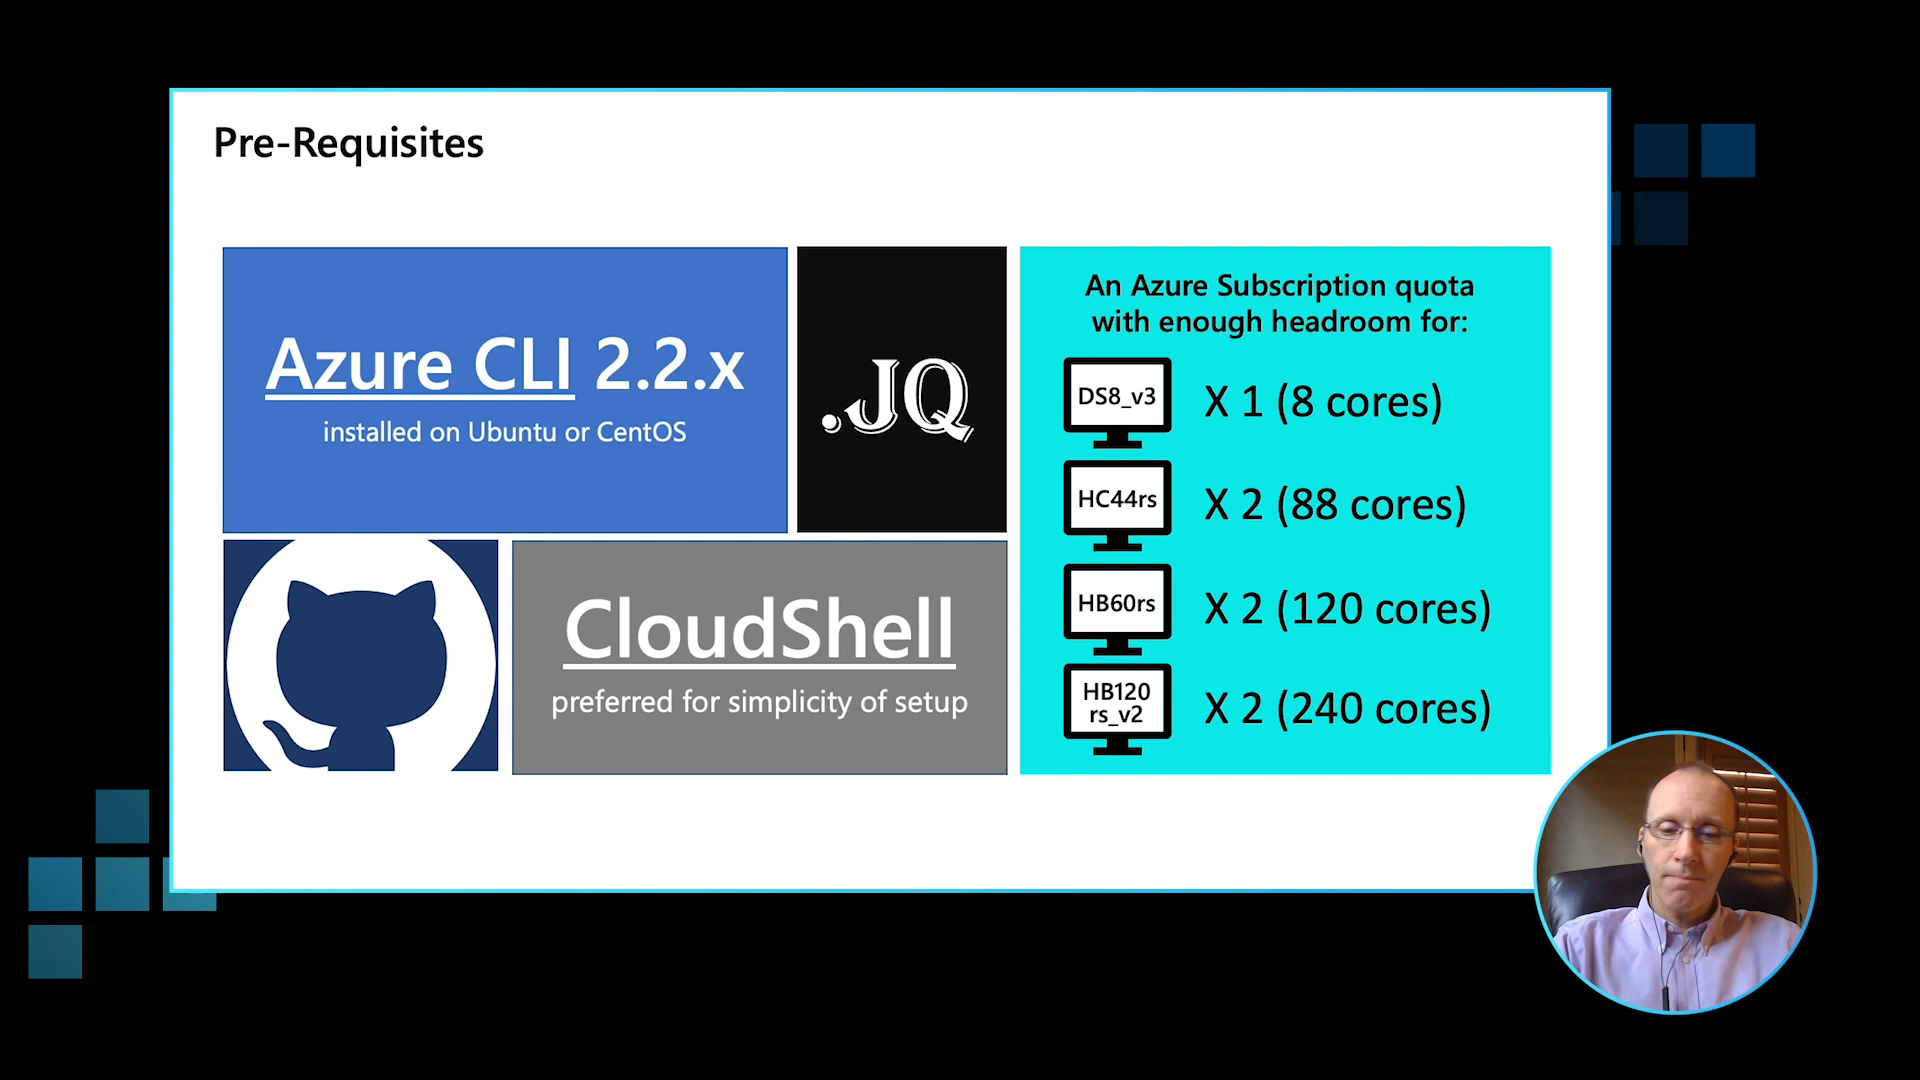 Pre-Requisites
Azure CLI 2.2.x
installed on Ubuntu or CentOS
.JQ
CloudShell
preferred for simplicity of setup
An Azure Subscription quota
with enough headroom for:
DS8_v3
X 1 (8 cores)
HC44rs
X 2 (88 cores)
HB60rs
X 2 (120 cores)
HB120
rs_v2
X 2 (240 cores)